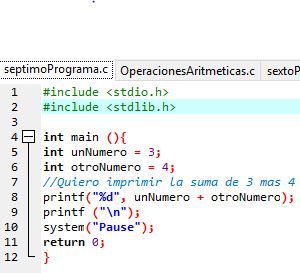 septimoPrograma.c OperacionesAritmeticas.c sextoP
1 #include <stdio.h>
2 #include <stdlib.h>
3
4 int main (){
5 int unNumero = 3;
6 int otroNumero = 4;
7 //Quiero imprimir la suma de 3 mas 4
8 printf("%d", unNumero + otroNumero);
9 printf ("\n");
10 system("Pause");
11 return 0;
12 }